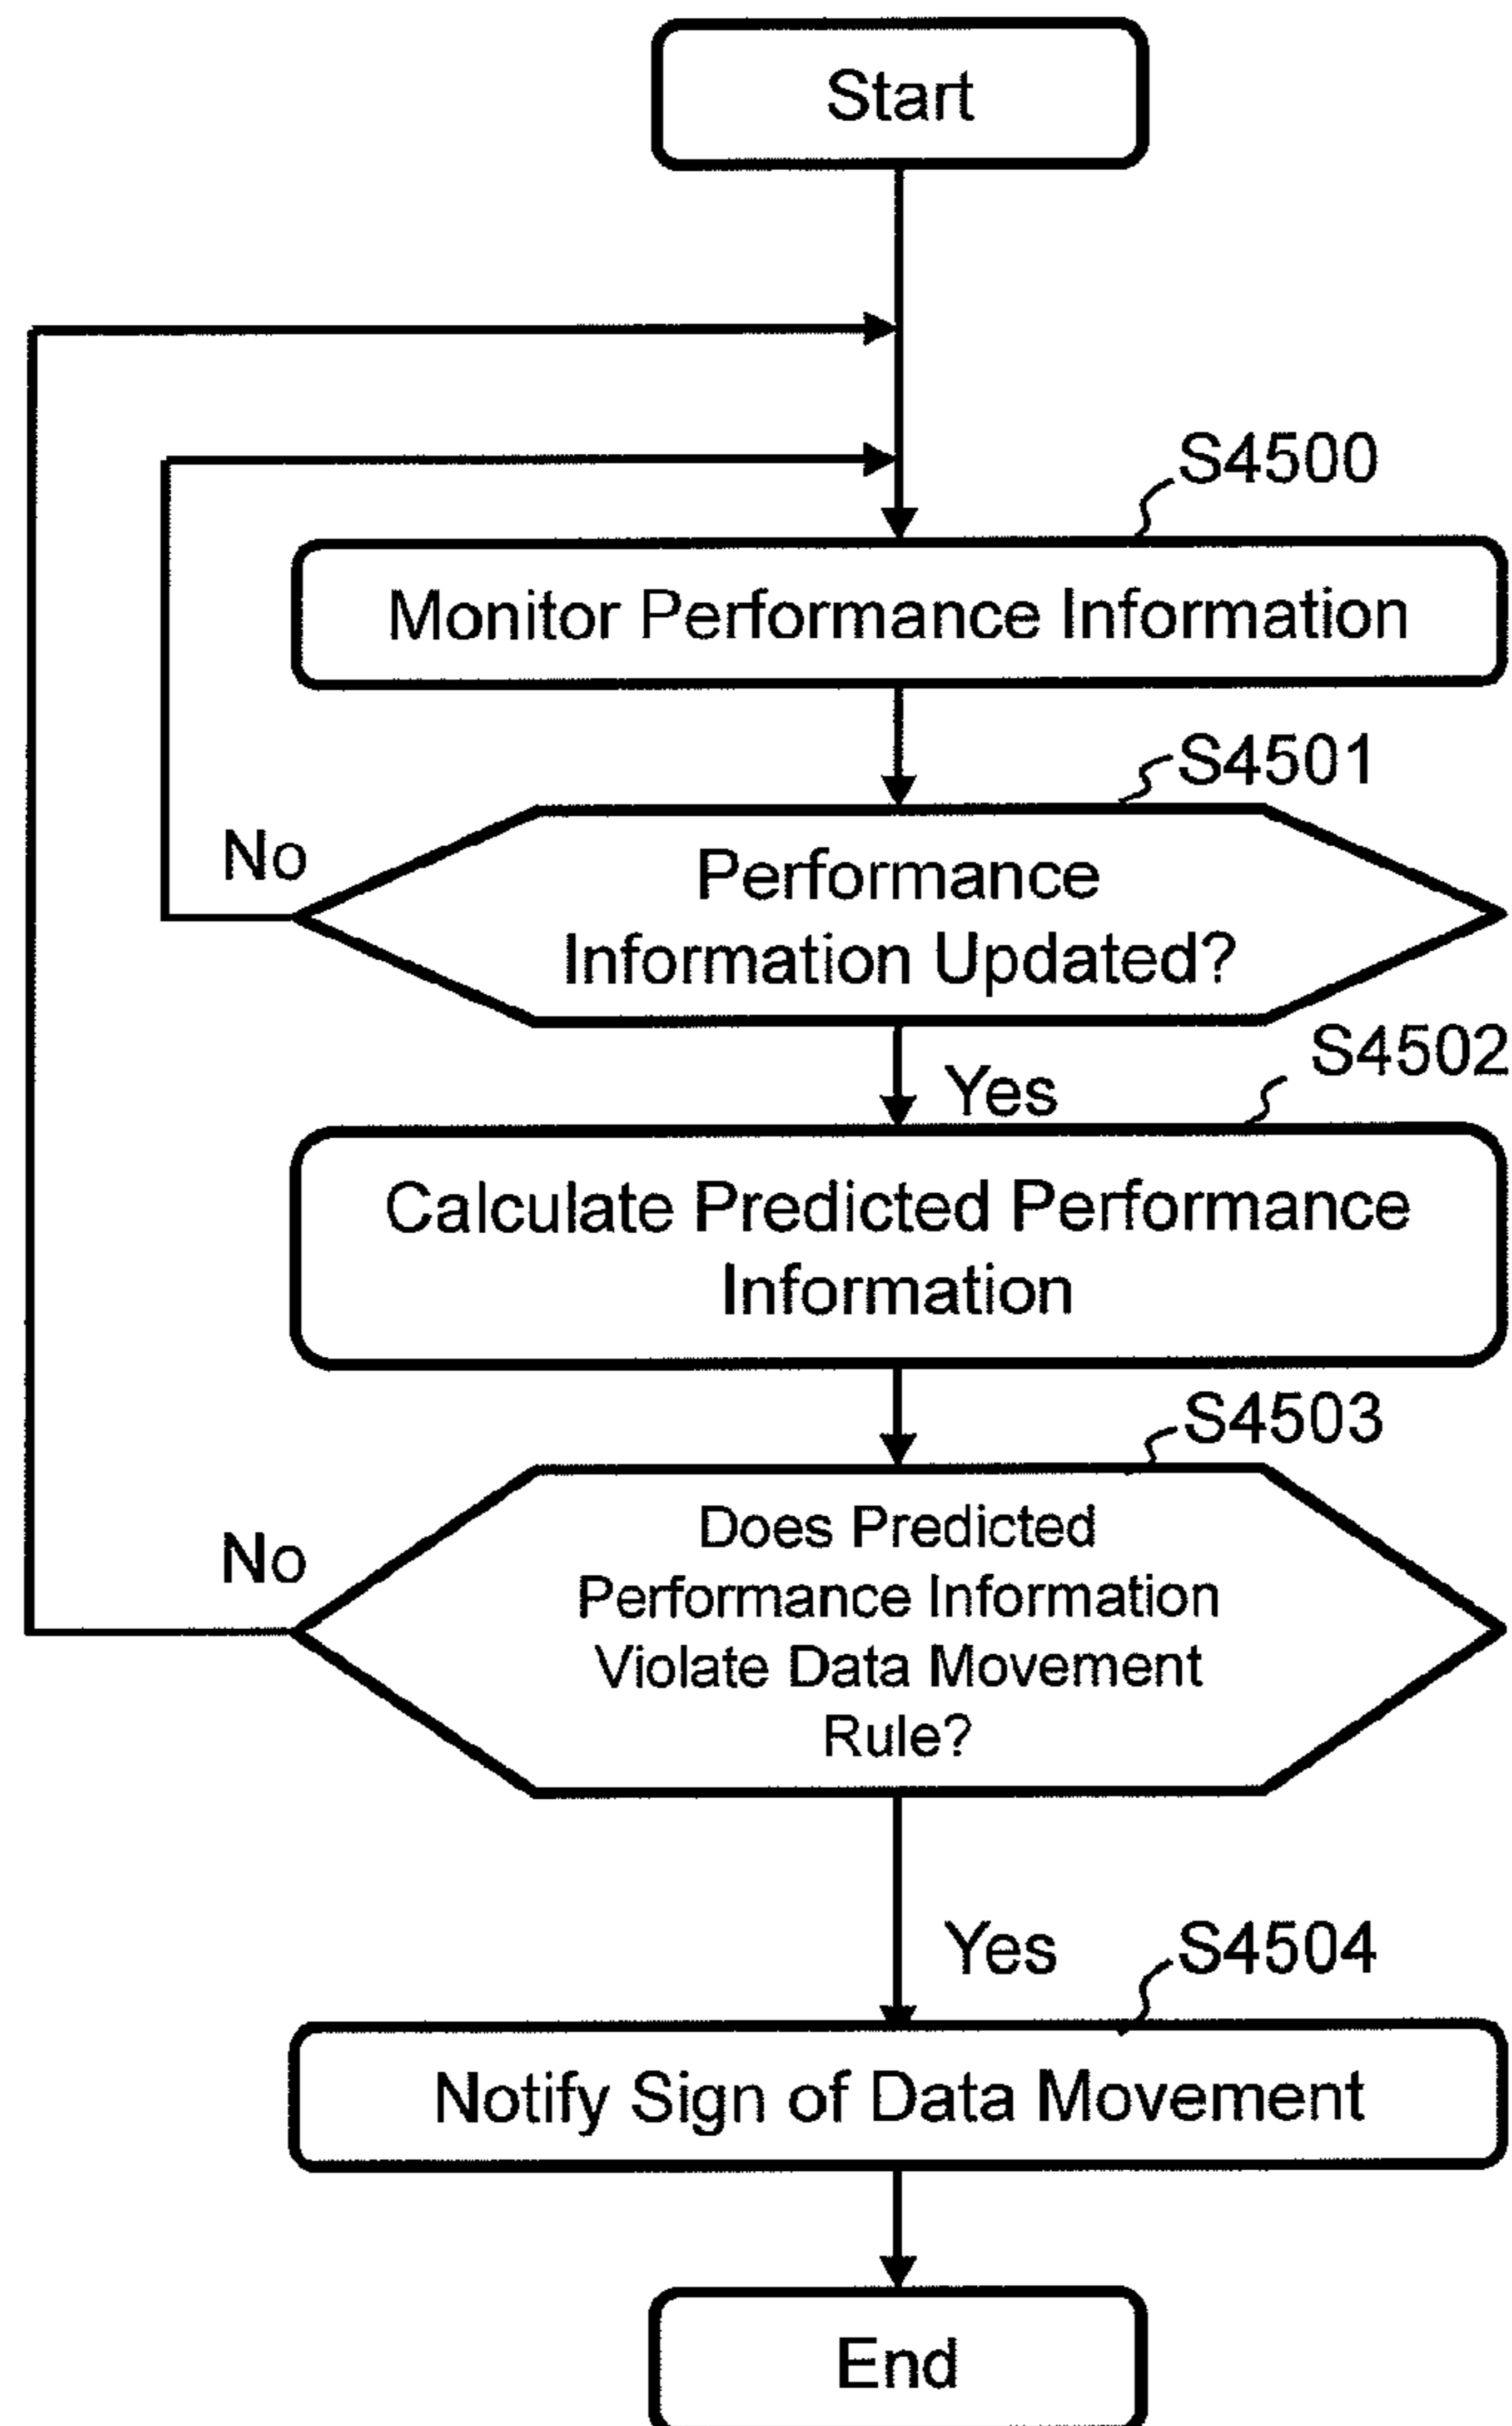 Start
S4500
Monitor Performance Information
S4501
No
Performance
Information Updated?
Yes
S4502
Calculate Predicted Performance
Information
S4503
No
Does Predicted
Performance Information
Violate Data Movement
Rule?
Yes
S4504
Notify Sign of Data Movement
End